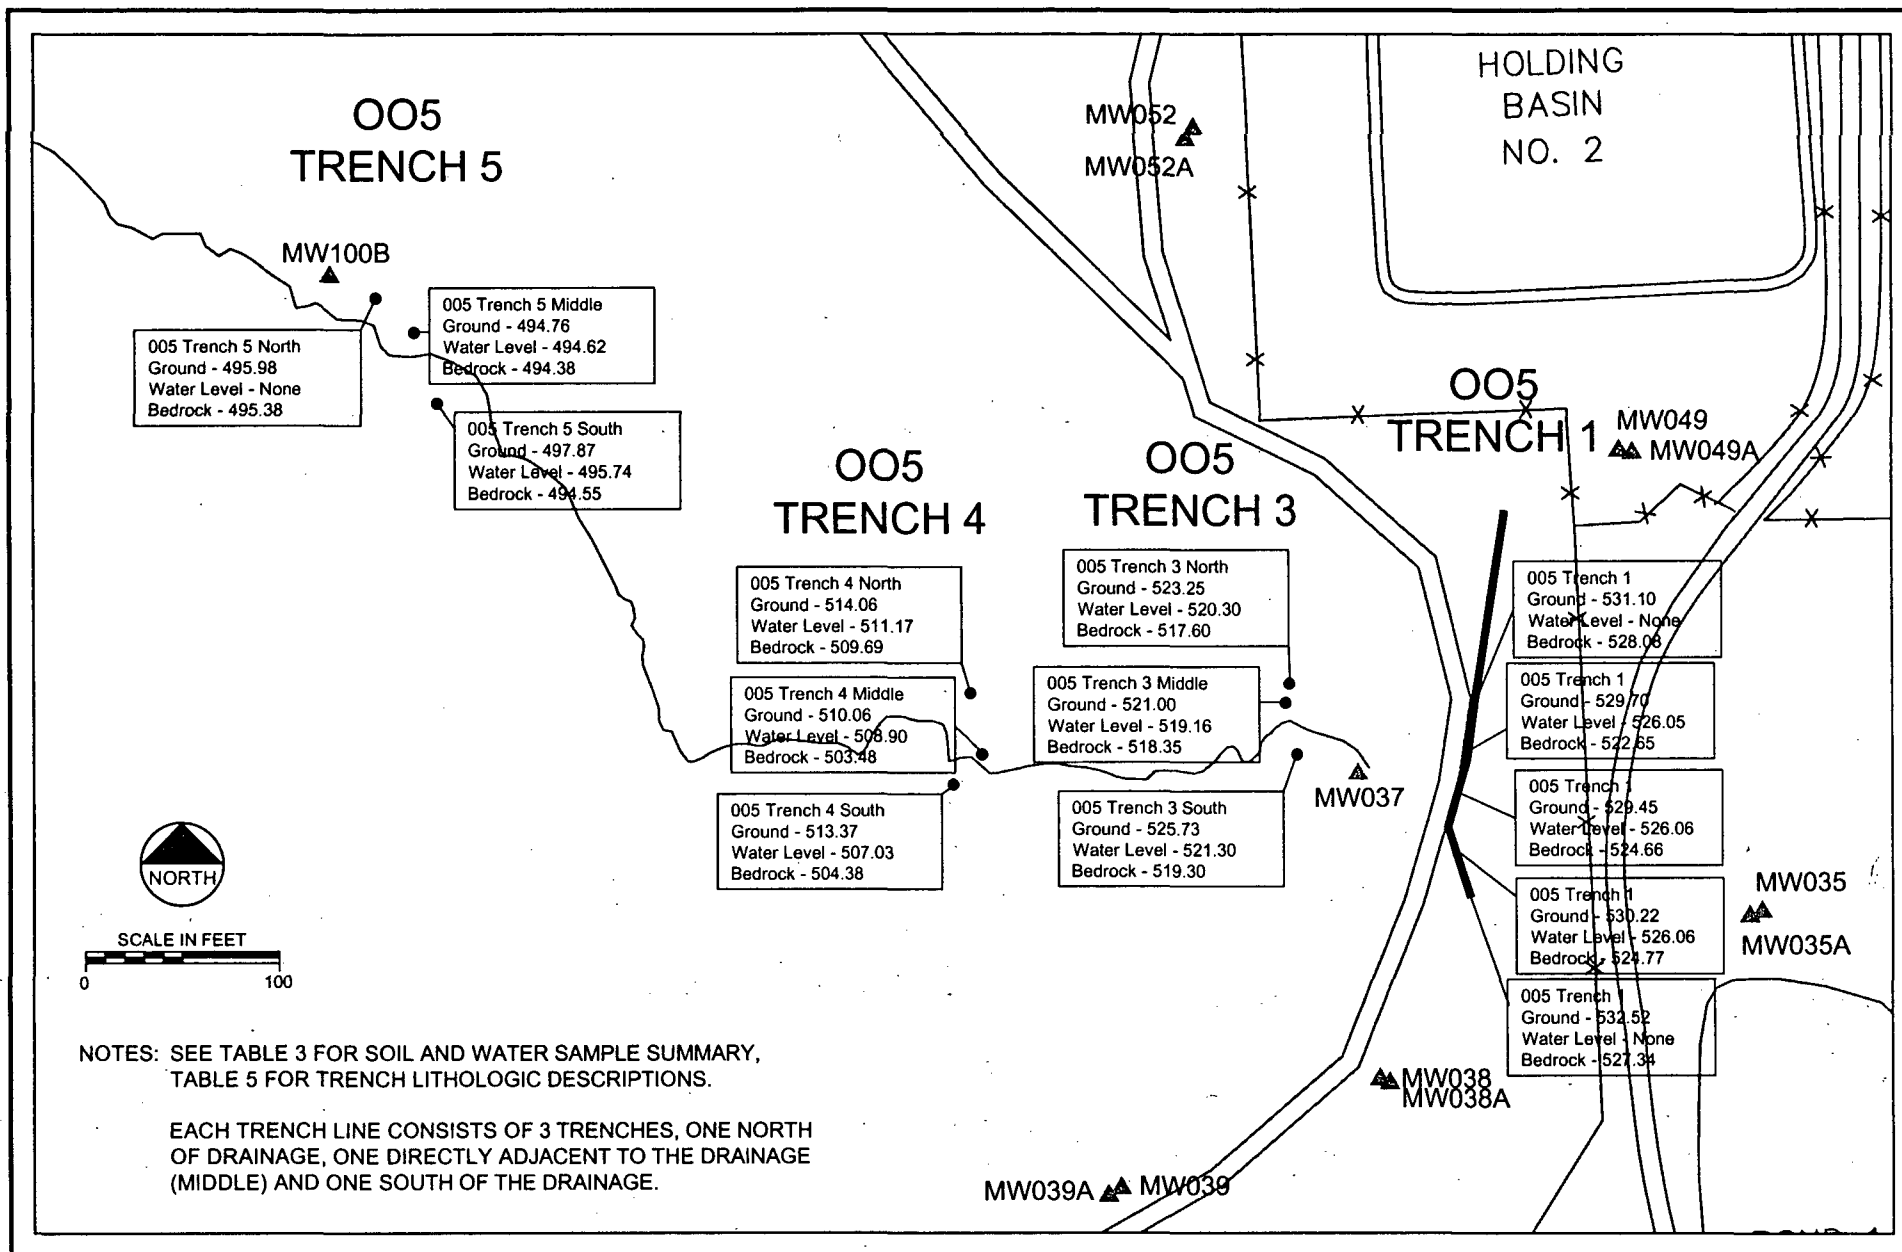 OO5
TRENCH 5
MW100B
005 Trench 5 North
Ground - 495.98
Water Level - None
Bedrock - 495.38
005 Trench 5 Middle
Ground - 494.76
Water Level - 494.62
Bedrock - 494.38
005 Trench 5 South
Ground - 497.87
Water Level - 495.74
Bedrock - 494.55
MW052
MW052A
HOLDING
BASIN
NO. 2
OO5
TRENCH 4
005 Trench 4 North
Ground - 514.06
Water Level - 511.17
Bedrock - 509.69
005 Trench 4 Middle
Ground - 510.06
Water Level - 508.90
Bedrock - 503.48
005 Trench 4 South
Ground - 513.37
Water Level - 507.03
Bedrock - 504.38
OO5
TRENCH 3
005 Trench 3 North
Ground - 523.25
Water Level - 520.30
Bedrock - 517.60
005 Trench 3 Middle
Ground - 521.00
Water Level - 519.16
Bedrock - 518.35
005 Trench 3 South
Ground - 525.73
Water Level - 521.30
Bedrock - 519.30
MW037
OO5
TRENCH 1
MW049
MW049A
005 Trench 1
Ground - 531.10
Water Level - None
Bedrock - 528.08
005 Trench 1
Ground - 529.70
Water Level - 526.05
Bedrock - 522.65
005 Trench 1
Ground - 529.45
Water Level - 526.06
Bedrock - 524.66
005 Trench 1
Ground - 530.22
Water Level - 526.06
Bedrock - 524.77
005 Trench 1
Ground - 532.52
Water Level - None
Bedrock - 527.34
MW035
MW035A
MW038
MW038A
MW039A
MW039
NORTH
SCALE IN FEET
0 100
NOTES: SEE TABLE 3 FOR SOIL AND WATER SAMPLE SUMMARY,
TABLE 5 FOR TRENCH LITHOLOGIC DESCRIPTIONS.
EACH TRENCH LINE CONSISTS OF 3 TRENCHES, ONE NORTH
OF DRAINAGE, ONE DIRECTLY ADJACENT TO THE DRAINAGE
(MIDDLE) AND ONE SOUTH OF THE DRAINAGE.